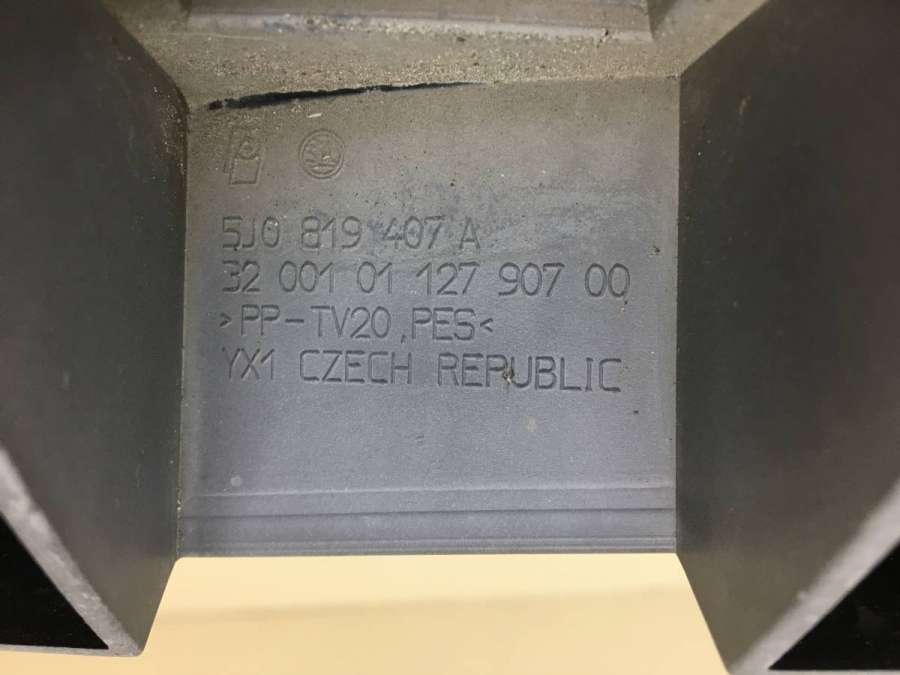 5J0 819 407 A
32 001 01 127 907 00
>PP-TV20,PES<
YX1 CZECH REPUBLIC